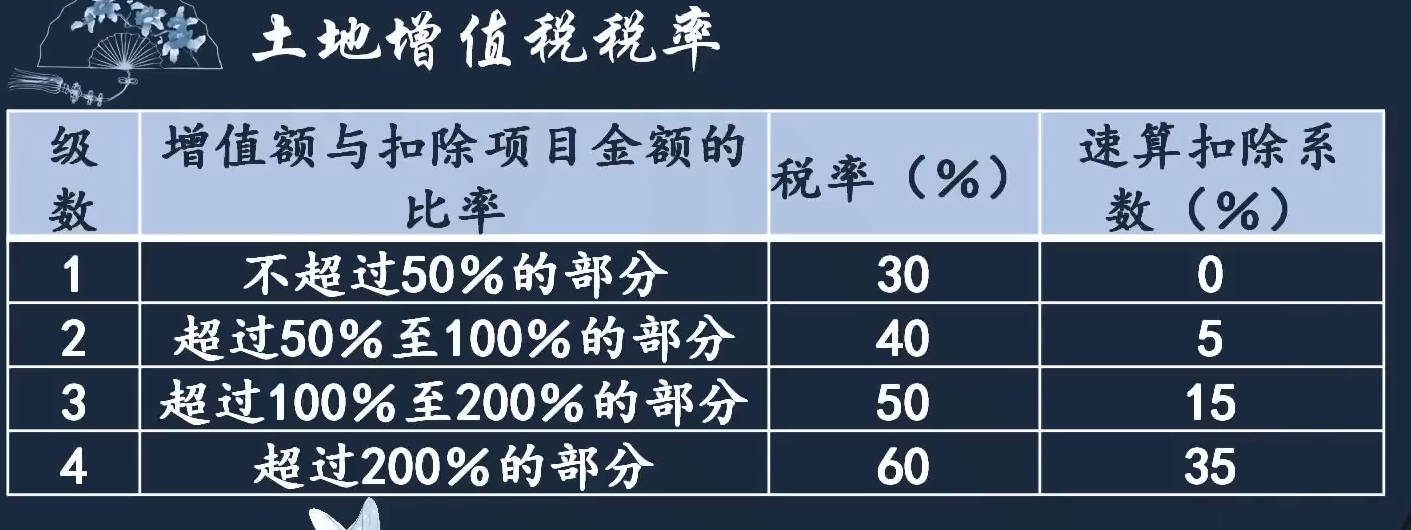 土地增值税税率
级数 增值额与扣除项目金额的比率 税率（%） 速算扣除系数（%）
1 不超过50%的部分 30 0
2 超过50%至100%的部分 40 5
3 超过100%至200%的部分 50 15
4 超过200%的部分 60 35